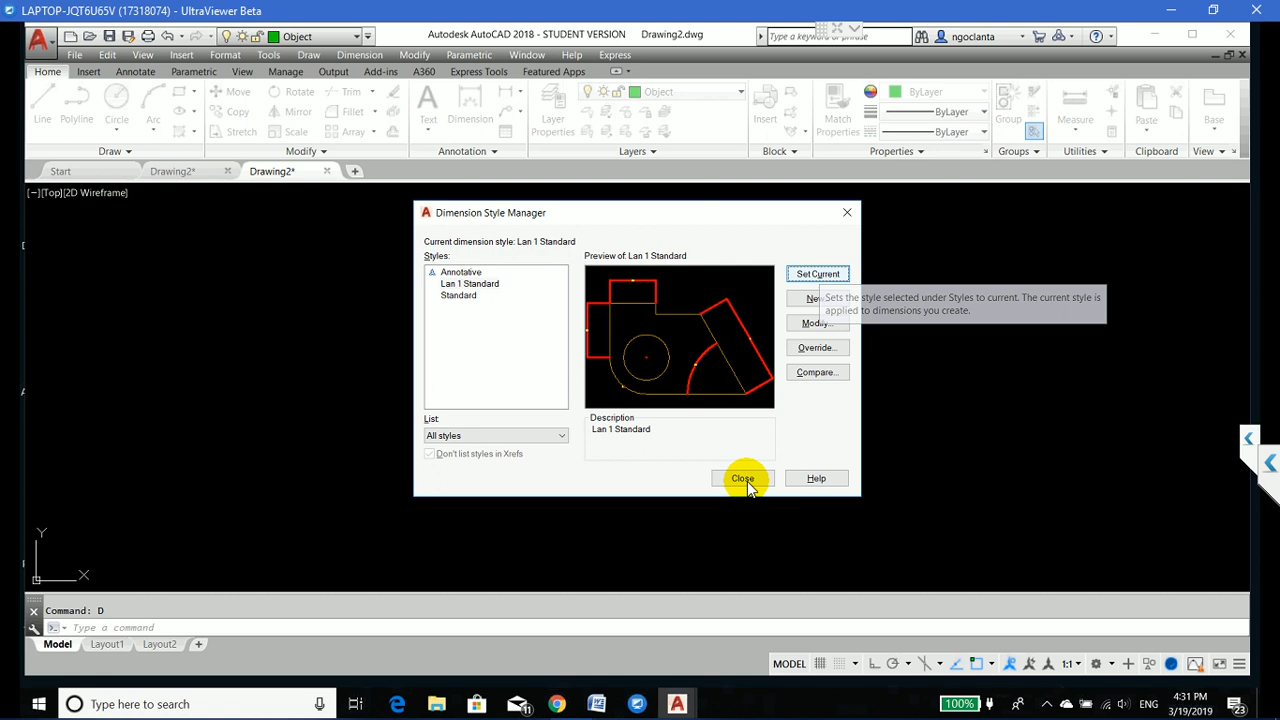 LAPTOP-JQT6U65V (17318074) - UltraViewer Beta
Object
Autodesk AutoCAD 2018 - STUDENT VERSION Drawing2.dwg
Type a keyword or phrase
ngoclanta
File Edit View Insert Format Tools Draw Dimension Modify Parametric Window Help Express
Home Insert Annotate Parametric View Manage Output Add-ins A360 Express Tools Featured Apps
Line Polyline Circle Arc
Move Rotate Trim
Copy Mirror Fillet
Stretch Scale Array
Text Dimension
Layer Properties
Object
Insert
Match Properties
ByLayer
ByLayer
ByLayer
Group
Measure
Paste
Base
Draw Modify Annotation Layers Block Properties Groups Utilities Clipboard View
Start Drawing2* Drawing2*
[−][Top][2D Wireframe]
Dimension Style Manager
Current dimension style: Lan 1 Standard
Styles:
Annotative
Lan 1 Standard
Standard
Preview of: Lan 1 Standard
Set Current
New
Sets the style selected under Styles to current. The current style is
applied to dimensions you create.
Modify...
Override...
Compare...
List:
All styles
Don't list styles in Xrefs
Description
Lan 1 Standard
Close
Help
Y
X
Command: D
Type a command
Model Layout1 Layout2
MODEL
1:1
Type here to search
11
100%
ENG
4:31 PM
3/19/2019
23